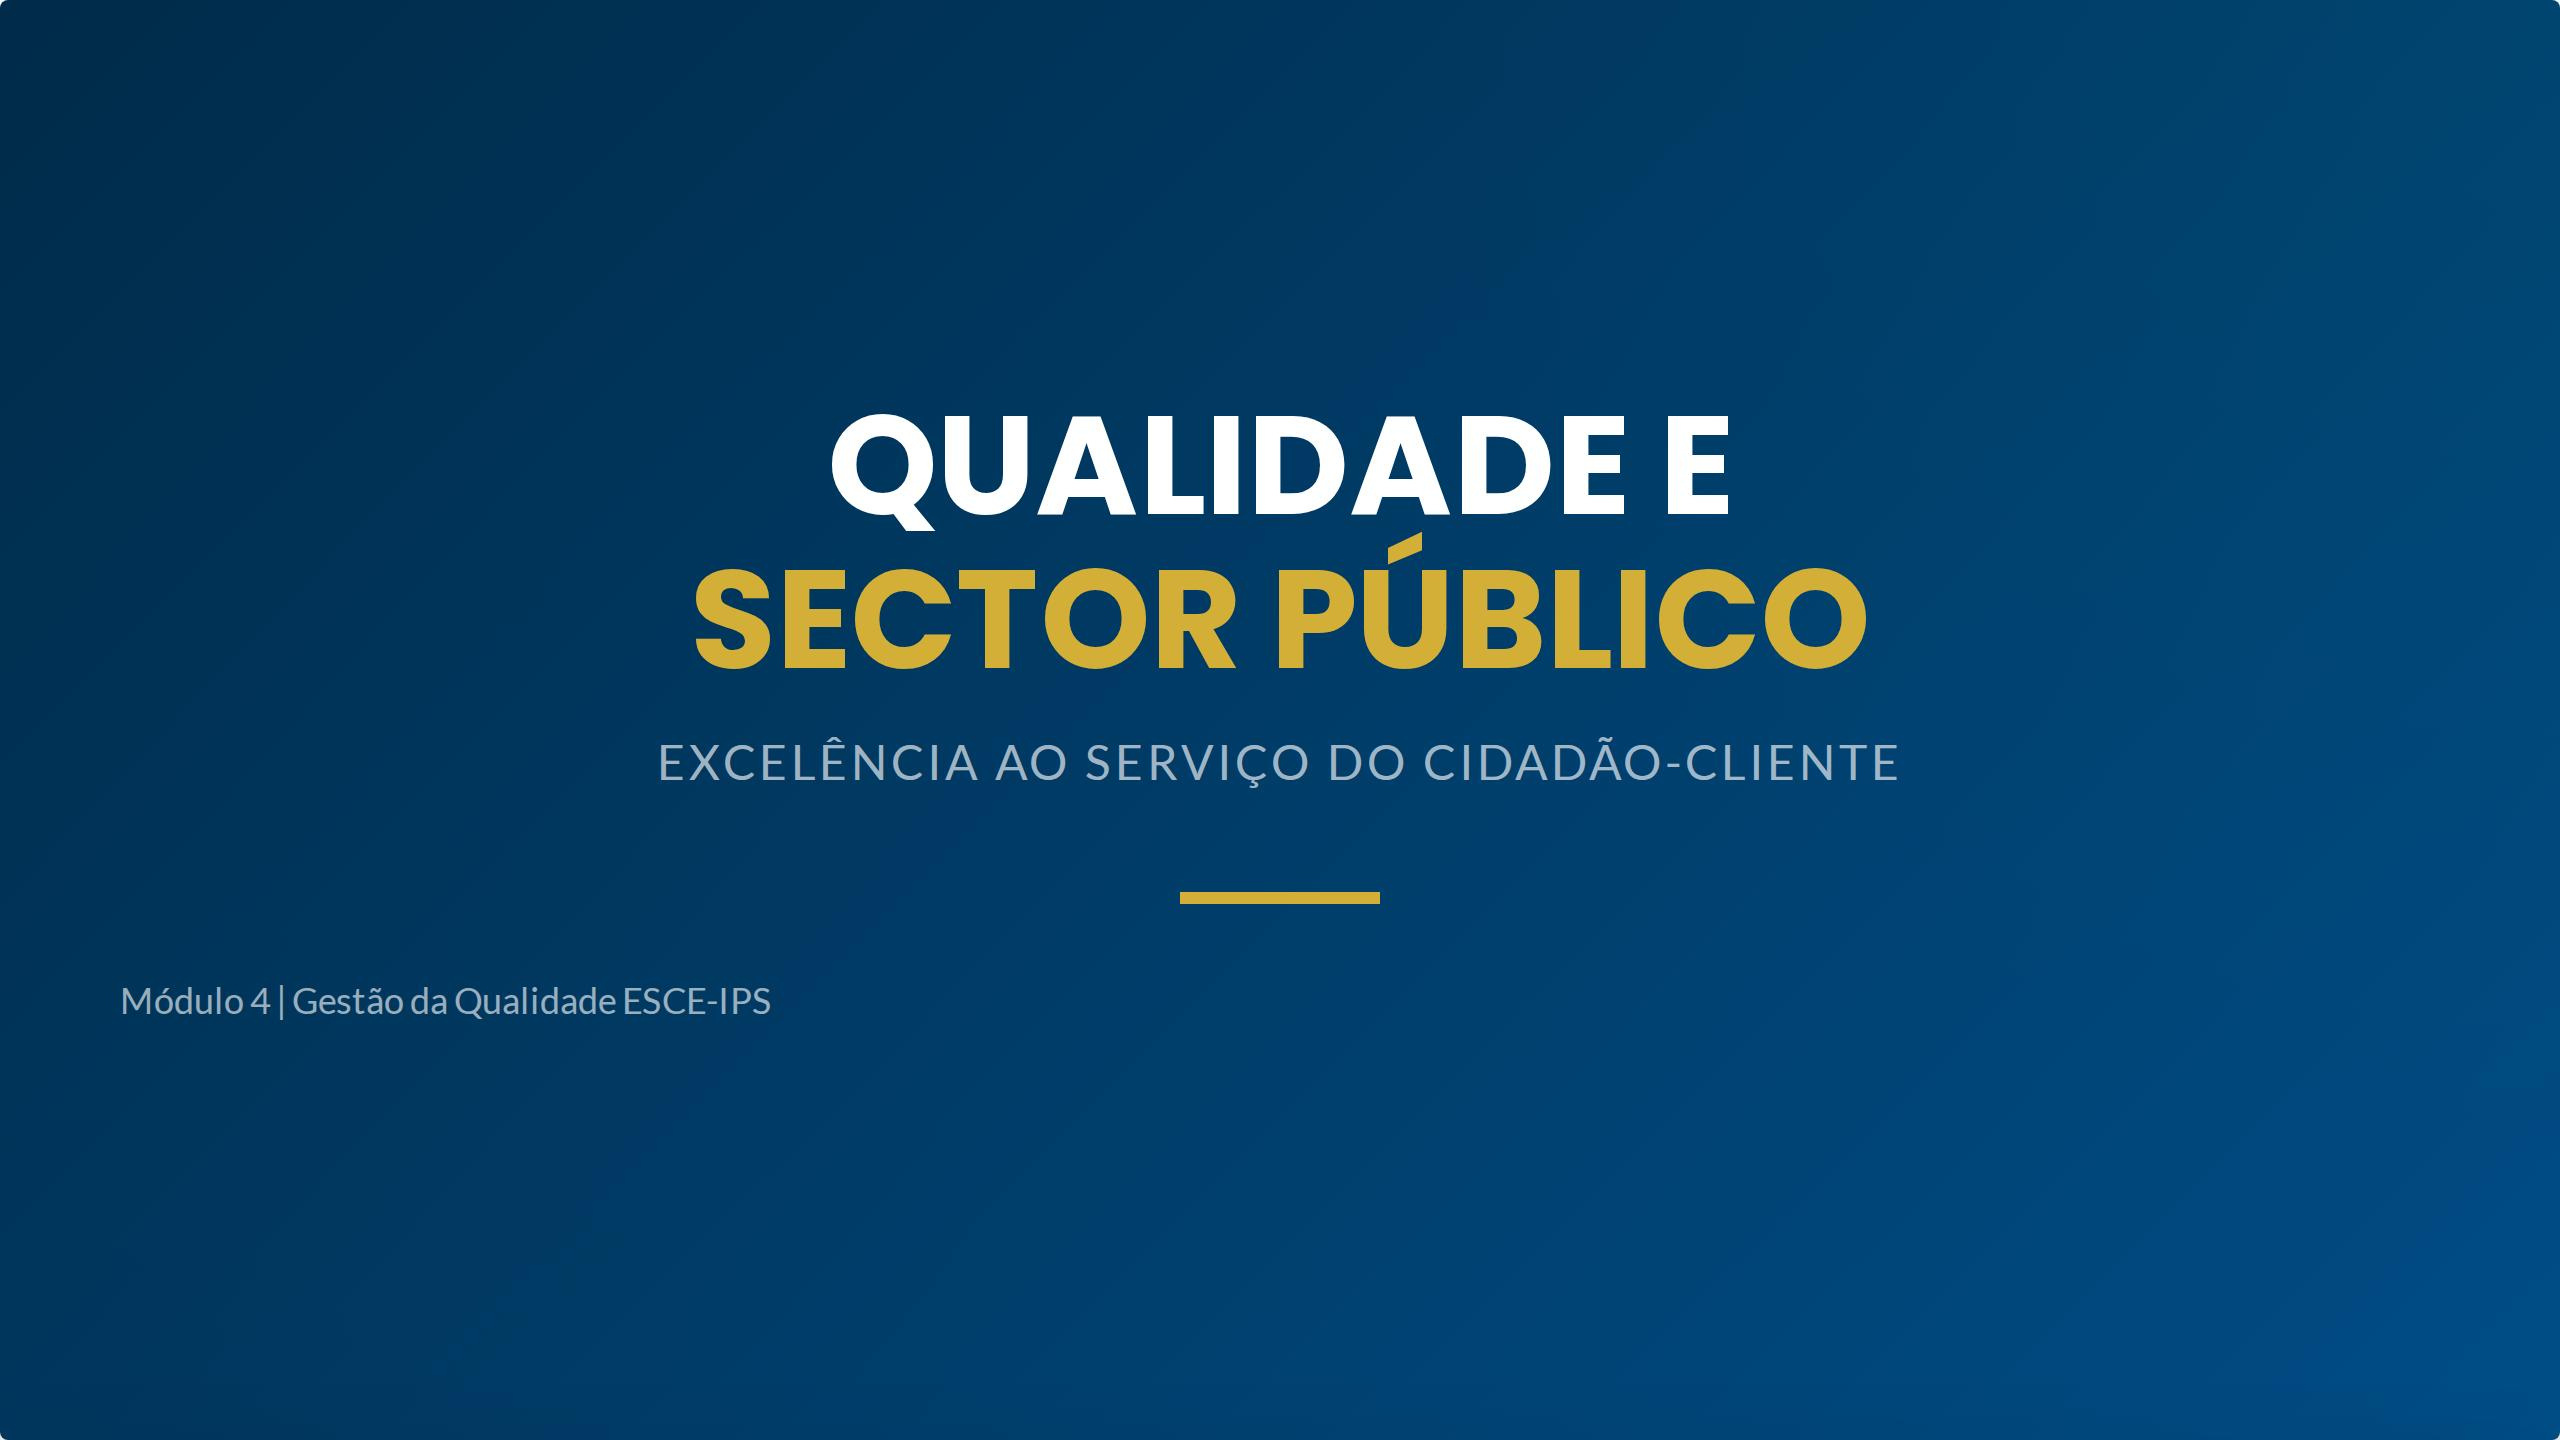 QUALIDADE E
SECTOR PÚBLICO
EXCELÊNCIA AO SERVIÇO DO CIDADÃO-CLIENTE
Módulo 4 | Gestão da Qualidade ESCE-IPS